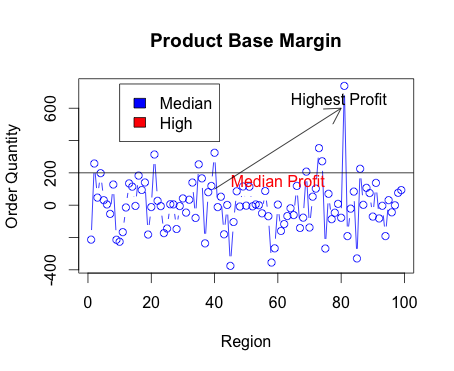 Product Base Margin
Order Quantity
600
200
0
-400
Median
High
Highest Profit
Median Profit
0
20
40
60
80
100
Region